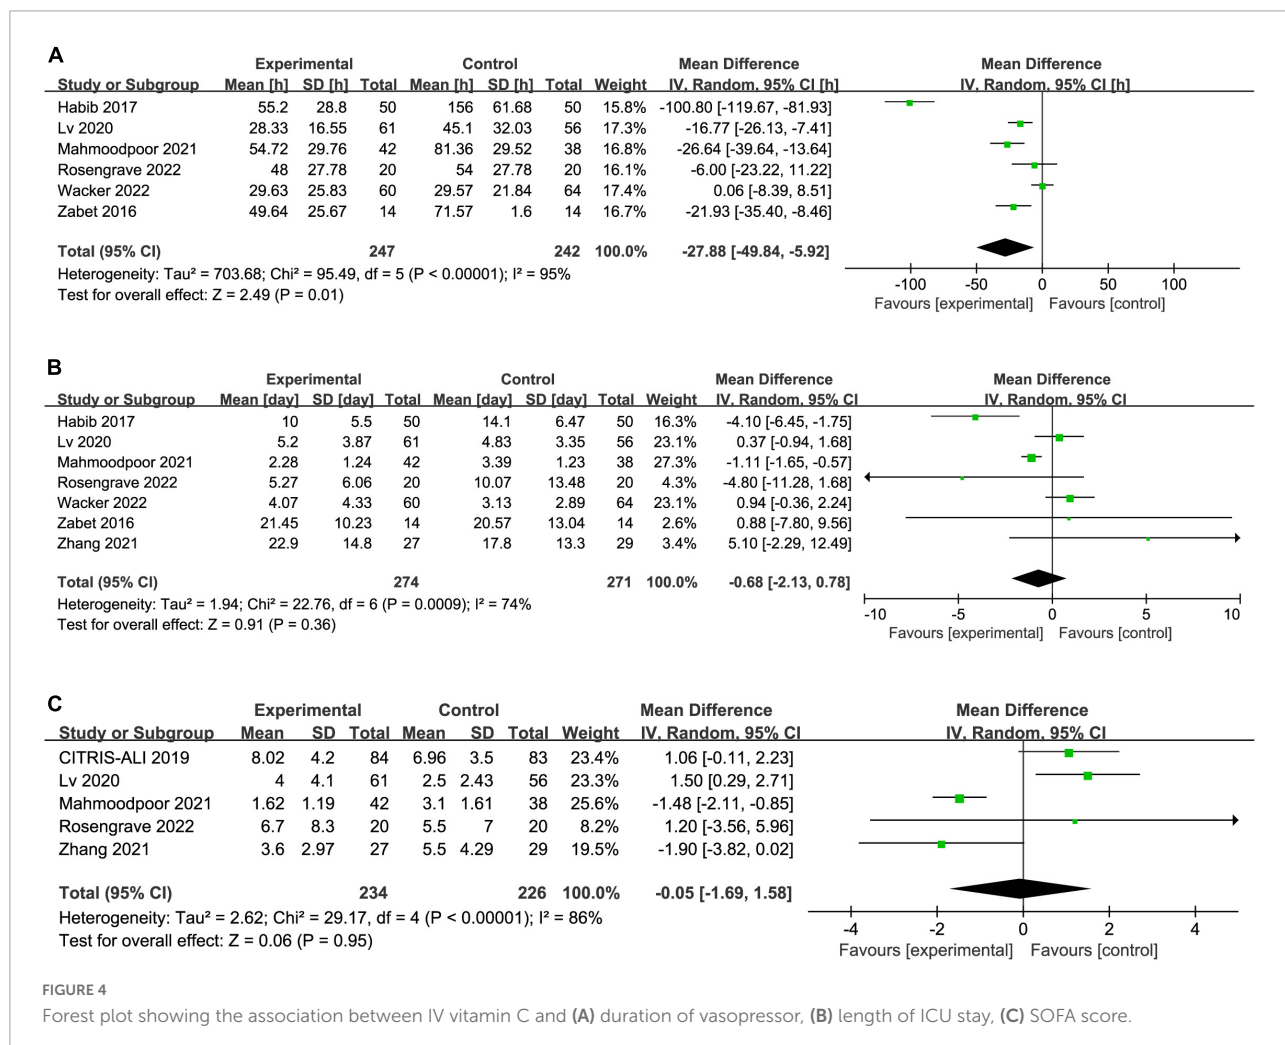 A
Experimental Control Mean Difference Mean Difference
Study or Subgroup Mean [h] SD [h] Total Mean [h] SD [h] Total Weight IV, Random, 95% CI [h] IV, Random, 95% CI [h]
Habib 2017 55.2 28.8 50 156 61.68 50 15.8% -100.80 [-119.67, -81.93]
Lv 2020 28.33 16.55 61 45.1 32.03 56 17.3% -16.77 [-26.13, -7.41]
Mahmoodpoor 2021 54.72 29.76 42 81.36 29.52 38 16.8% -26.64 [-39.64, -13.64]
Rosengrave 2022 48 27.78 20 54 27.78 20 16.1% -6.00 [-23.22, 11.22]
Wacker 2022 29.63 25.83 60 29.57 21.84 64 17.4% 0.06 [-8.39, 8.51]
Zabet 2016 49.64 25.67 14 71.57 1.6 14 16.7% -21.93 [-35.40, -8.46]
Total (95% CI) 247 242 100.0% -27.88 [-49.84, -5.92]
Heterogeneity: Tau² = 703.68; Chi² = 95.49, df = 5 (P < 0.00001); I² = 95%
Test for overall effect: Z = 2.49 (P = 0.01)
-100 -50 0 50 100
Favours [experimental] Favours [control]
B
Experimental Control Mean Difference Mean Difference
Study or Subgroup Mean [day] SD [day] Total Mean [day] SD [day] Total Weight IV, Random, 95% CI IV, Random, 95% CI
Habib 2017 10 5.5 50 14.1 6.47 50 16.3% -4.10 [-6.45, -1.75]
Lv 2020 5.2 3.87 61 4.83 3.35 56 23.1% 0.37 [-0.94, 1.68]
Mahmoodpoor 2021 2.28 1.24 42 3.39 1.23 38 27.3% -1.11 [-1.65, -0.57]
Rosengrave 2022 5.27 6.06 20 10.07 13.48 20 4.3% -4.80 [-11.28, 1.68]
Wacker 2022 4.07 4.33 60 3.13 2.89 64 23.1% 0.94 [-0.36, 2.24]
Zabet 2016 21.45 10.23 14 20.57 13.04 14 2.6% 0.88 [-7.80, 9.56]
Zhang 2021 22.9 14.8 27 17.8 13.3 29 3.4% 5.10 [-2.29, 12.49]
Total (95% CI) 274 271 100.0% -0.68 [-2.13, 0.78]
Heterogeneity: Tau² = 1.94; Chi² = 22.76, df = 6 (P = 0.0009); I² = 74%
Test for overall effect: Z = 0.91 (P = 0.36)
-10 -5 0 5 10
Favours [experimental] Favours [control]
C
Experimental Control Mean Difference Mean Difference
Study or Subgroup Mean SD Total Mean SD Total Weight IV, Random, 95% CI IV, Random, 95% CI
CITRIS-ALI 2019 8.02 4.2 84 6.96 3.5 83 23.4% 1.06 [-0.11, 2.23]
Lv 2020 4 4.1 61 2.5 2.43 56 23.3% 1.50 [0.29, 2.71]
Mahmoodpoor 2021 1.62 1.19 42 3.1 1.61 38 25.6% -1.48 [-2.11, -0.85]
Rosengrave 2022 6.7 8.3 20 5.5 7 20 8.2% 1.20 [-3.56, 5.96]
Zhang 2021 3.6 2.97 27 5.5 4.29 29 19.5% -1.90 [-3.82, 0.02]
Total (95% CI) 234 226 100.0% -0.05 [-1.69, 1.58]
Heterogeneity: Tau² = 2.62; Chi² = 29.17, df = 4 (P < 0.00001); I² = 86%
Test for overall effect: Z = 0.06 (P = 0.95)
-4 -2 0 2 4
Favours [experimental] Favours [control]
FIGURE 4
Forest plot showing the association between IV vitamin C and (A) duration of vasopressor, (B) length of ICU stay, (C) SOFA score.